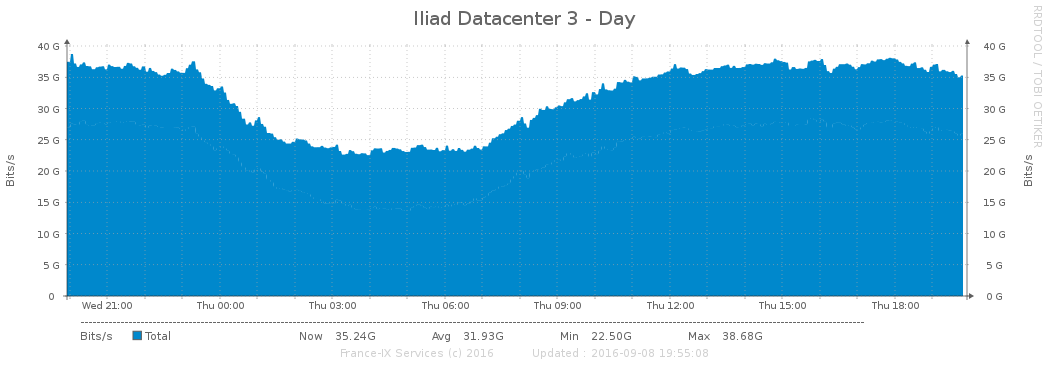 Iliad Datacenter 3 - Day
RRDTOOL / TOBI OETIKER
Bits/s
40 G
35 G
30 G
25 G
20 G
15 G
10 G
5 G
0
40 G
35 G
30 G
25 G
20 G
15 G
10 G
5 G
0 G
Bits/s
Wed 21:00 Thu 00:00 Thu 03:00 Thu 06:00 Thu 09:00 Thu 12:00 Thu 15:00 Thu 18:00
Bits/s Total Now 35.24G Avg 31.93G Min 22.50G Max 38.68G
France-IX Services (c) 2016 Updated : 2016-09-08 19:55:08